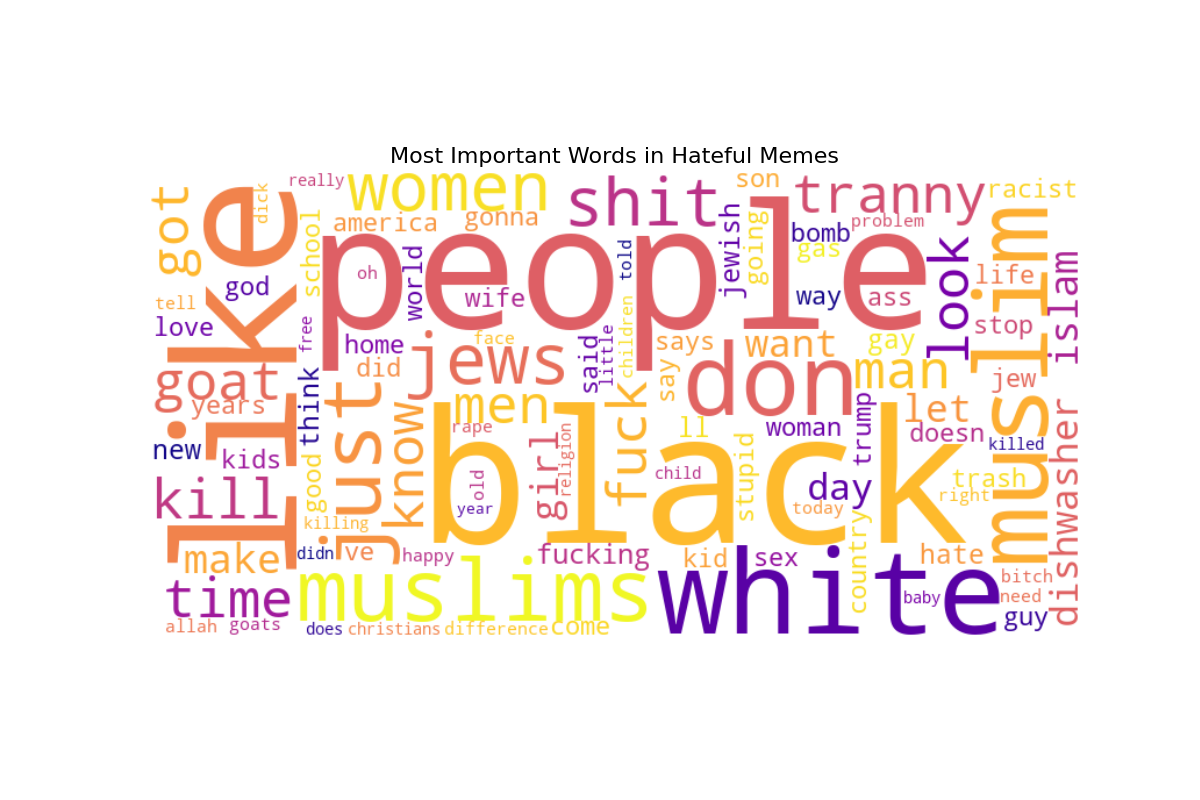 Most Important Words in Hateful Memes
really
women
shit
son
tranny
racist
got
like
dick
school
america
gonna
people
jewish
going
bomb
problem
gas
look
muslim
islam
god
oh
world
wife
told
way
ass
life
tell
love
free
home
face
jews
said
little
children
says
want
gay
stop
goat
did
say
don
man
jew
years
think
just
know
men
rape
girl
religion
fuck
ll
woman
trump
let
doesn
dishwasher
new
kids
good
black
old
year
child
stupid
day
today
killed
trash
right
kill
killing
make
didn
ve
happy
fucking
kid
sex
country
hate
bitch
time
muslims
white
baby
need
allah
goats
does
christians
difference
come
guy